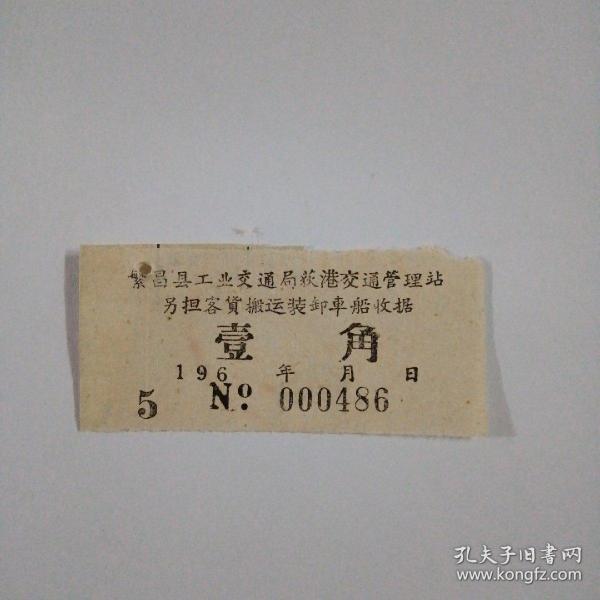 繁昌县工业交通局荻港交通管理站
另担客貨搬运装卸車船收据
壹 角
196 年 月 日
5 No 000486
孔夫子旧書网
www.kongfz.com